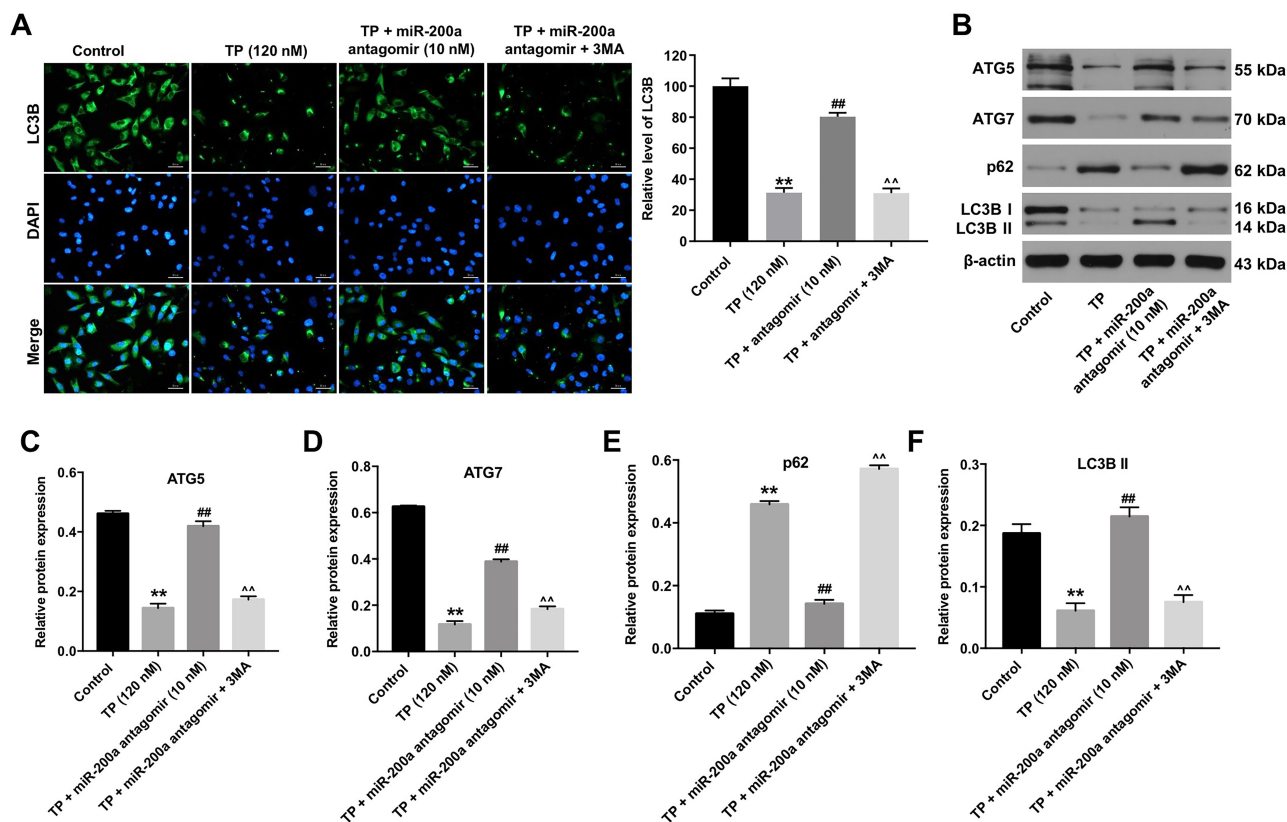 A
Control
TP (120 nM)
TP + miR-200a
antagomir (10 nM)
TP + miR-200a
antagomir + 3MA
LC3B
DAPI
Merge
Relative level of LC3B
120
100
80
60
40
20
0
**
##
^^
Control
TP (120 nM)
TP + antagomir (10 nM)
TP + antagomir + 3MA
B
ATG5
55 kDa
ATG7
70 kDa
p62
62 kDa
LC3B I
16 kDa
LC3B II
14 kDa
β-actin
43 kDa
Control
TP
TP + miR-200a
antagomir (10 nM)
TP + miR-200a
antagomir + 3MA
C
ATG5
Relative protein expression
0.6
0.4
0.2
0.0
**
##
^^
Control
TP (120 nM)
TP + miR-200a antagomir (10 nM)
TP + miR-200a antagomir + 3MA
D
ATG7
Relative protein expression
0.8
0.6
0.4
0.2
0.0
**
##
^^
Control
TP (120 nM)
TP + miR-200a antagomir (10 nM)
TP + miR-200a antagomir + 3MA
E
p62
Relative protein expression
0.6
0.4
0.2
0.0
**
##
^^
Control
TP (120 nM)
TP + miR-200a antagomir (10 nM)
TP + miR-200a antagomir + 3MA
F
LC3B II
Relative protein expression
0.3
0.2
0.1
0.0
**
##
^^
Control
TP (120 nM)
TP + miR-200a antagomir (10 nM)
TP + miR-200a antagomir + 3MA